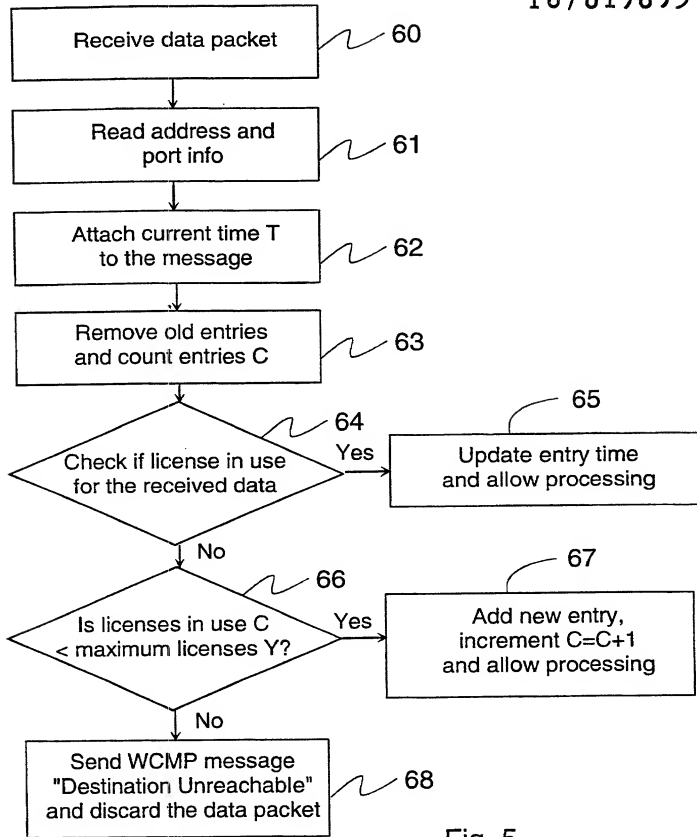 Receive data packet
60
Read address and
port info
61
Attach current time T
to the message
62
Remove old entries
and count entries C
63
64
65
Check if license in use
for the received data
Yes
Update entry time
and allow processing
No
66
67
Is licenses in use C
< maximum licenses Y?
Yes
Add new entry,
increment C=C+1
and allow processing
No
Send WCMP message
"Destination Unreachable"
and discard the data packet
68